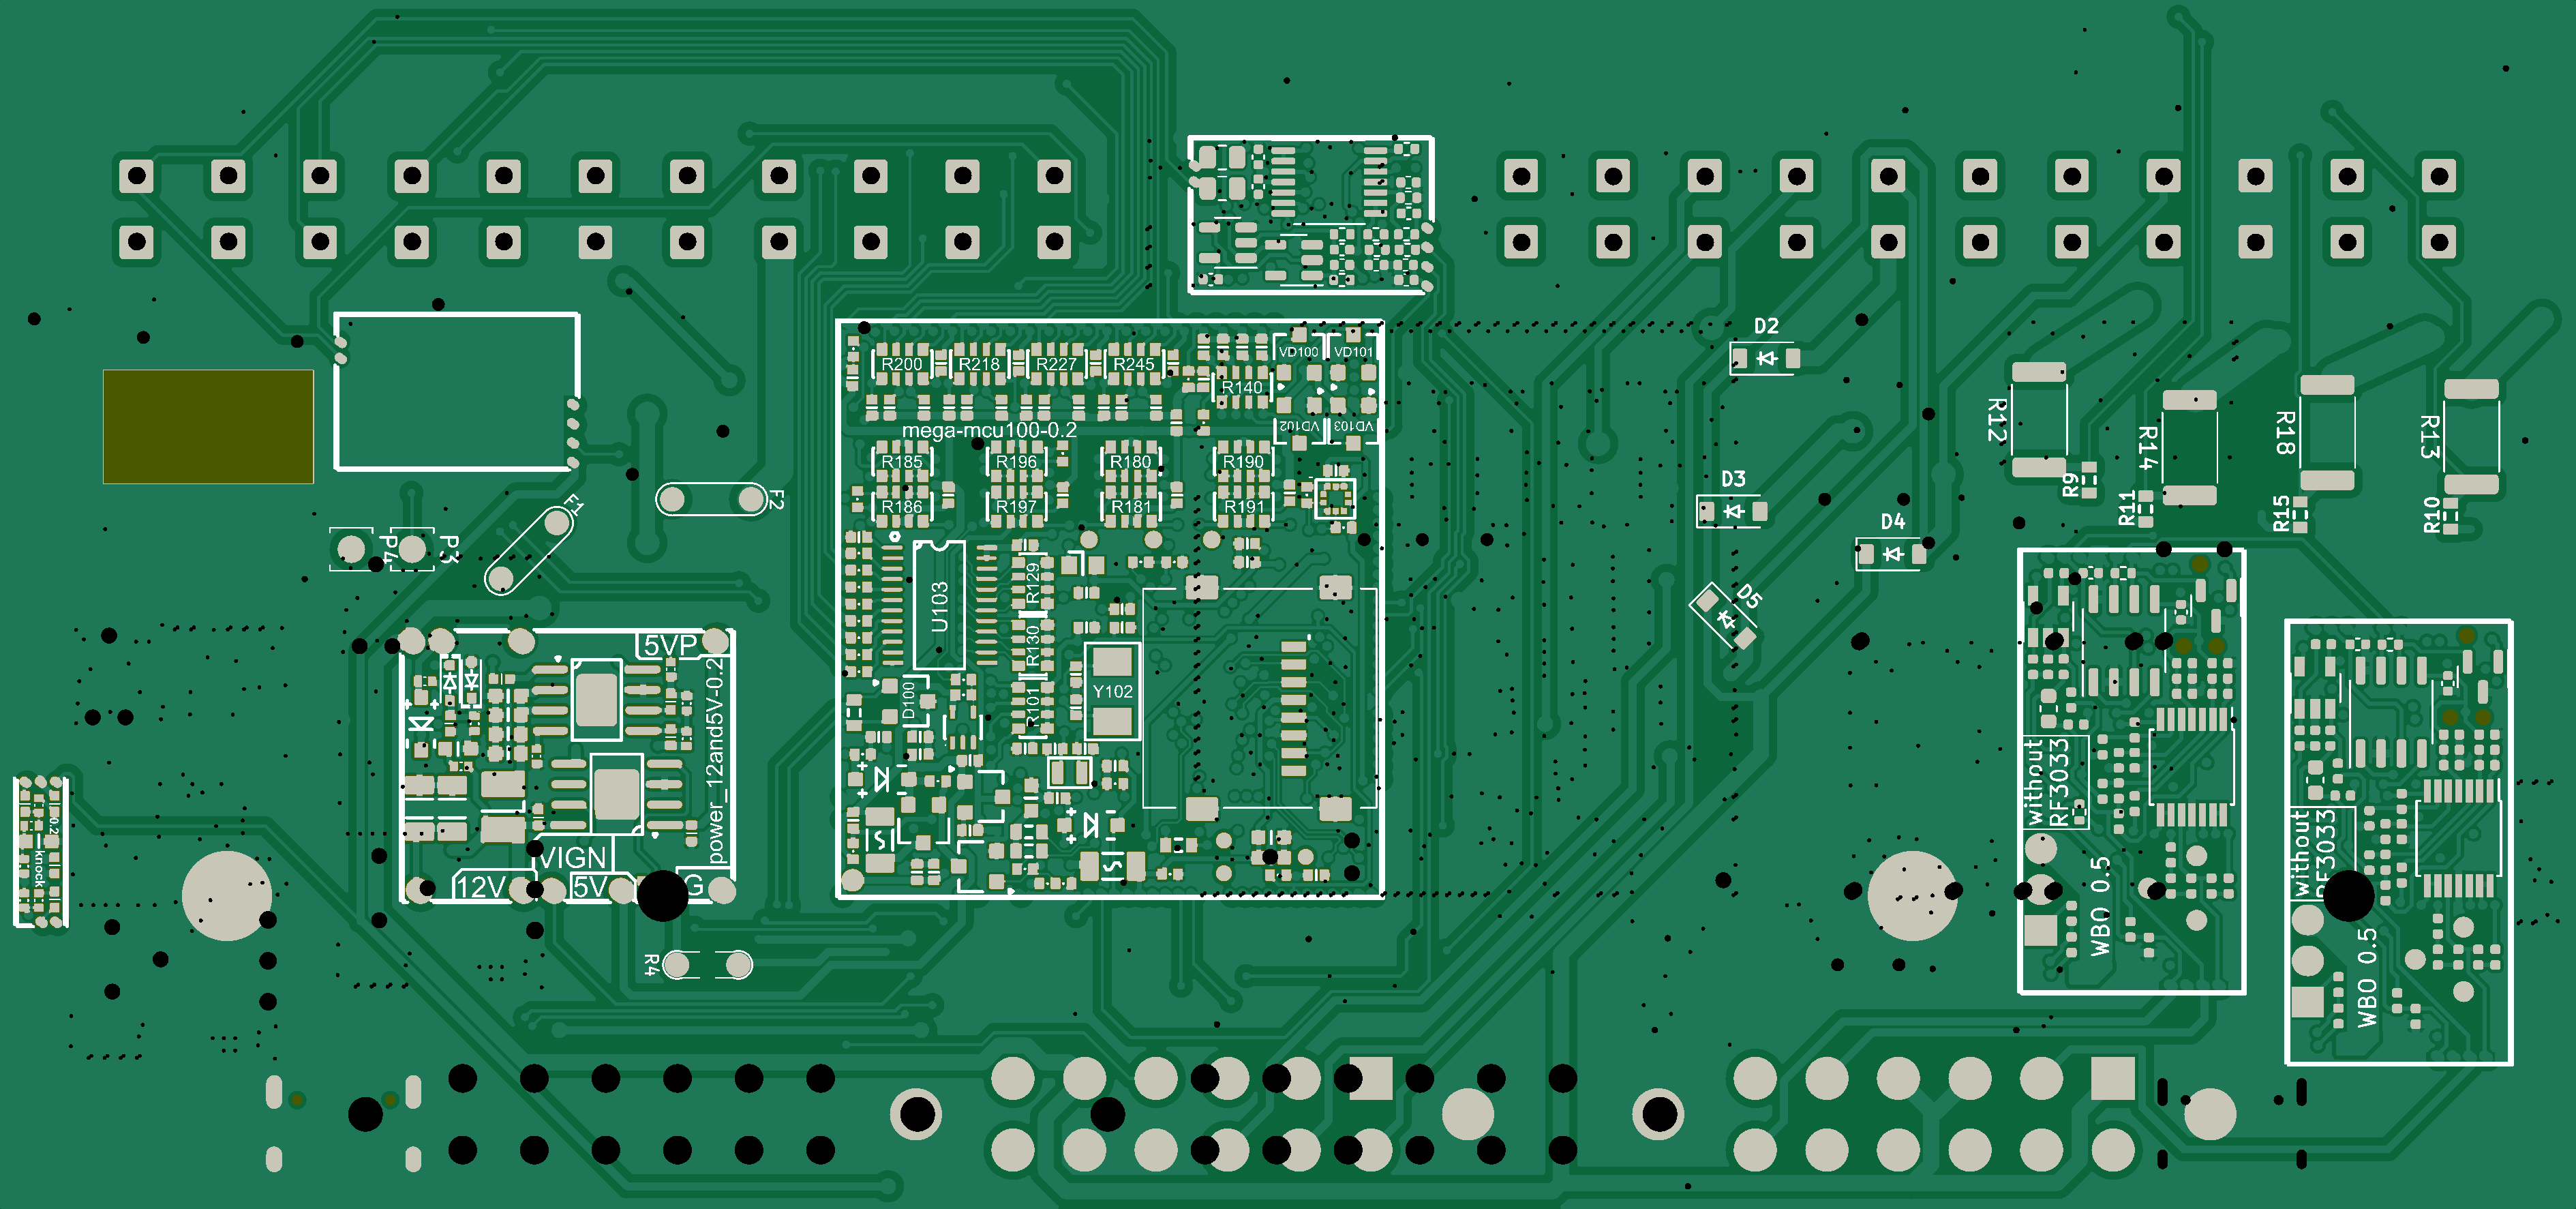 D2
VD100 VD101
R200 R218 R227 R245
R140
mega-mcu100-0.2
VD102 VD103
R12
R14
R18
R13
R185 R196 R180 R190
D3
R9
R11
R15
R10
R186 R197 R181 R191
F1
F2
D4
P4
P3
U103
R129
D5
R130
5VP
D100
R101
Y102
power_12and5V-0.2
without
RF3033
without
RF3033
knock
0.2
VIGN
12V
5V
G
WBO 0.5
WBO 0.5
R4